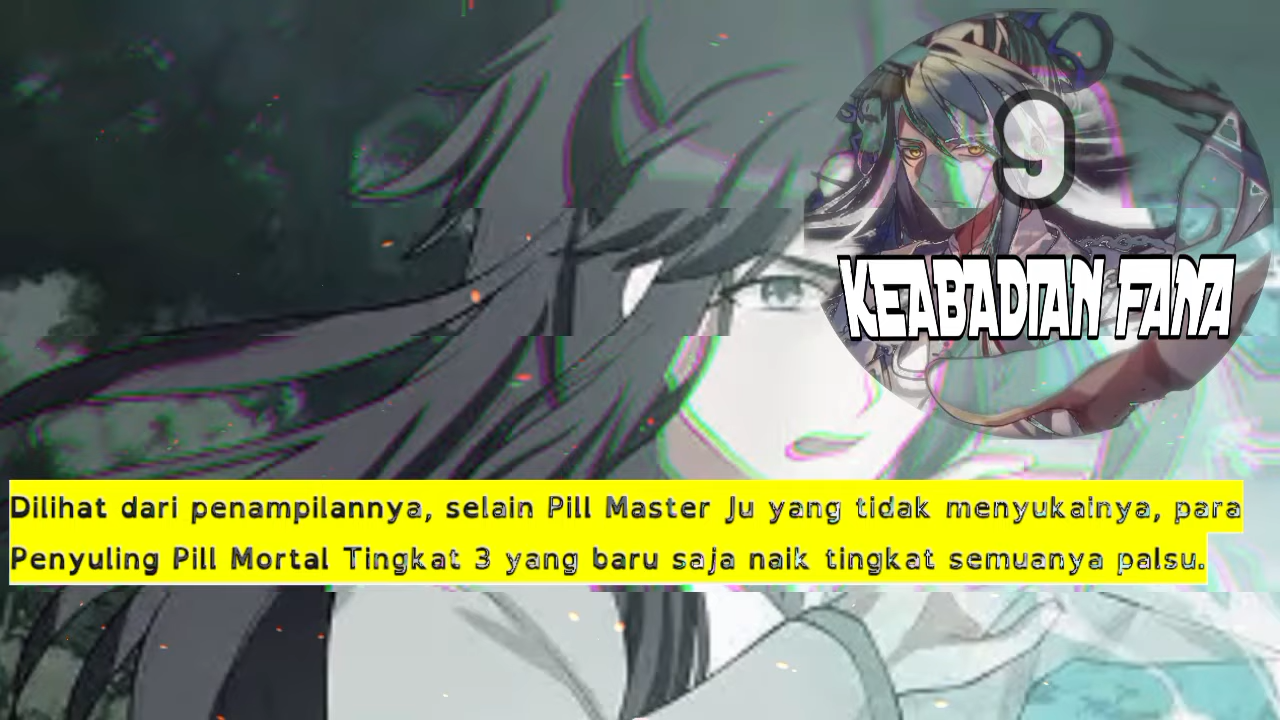 9
KEABADIAN FANA
Dilihat dari penampilannya, selain Pill Master Ju yang tidak menyukainya, para
Penyuling Pill Mortal Tingkat 3 yang baru saja naik tingkat semuanya palsu.